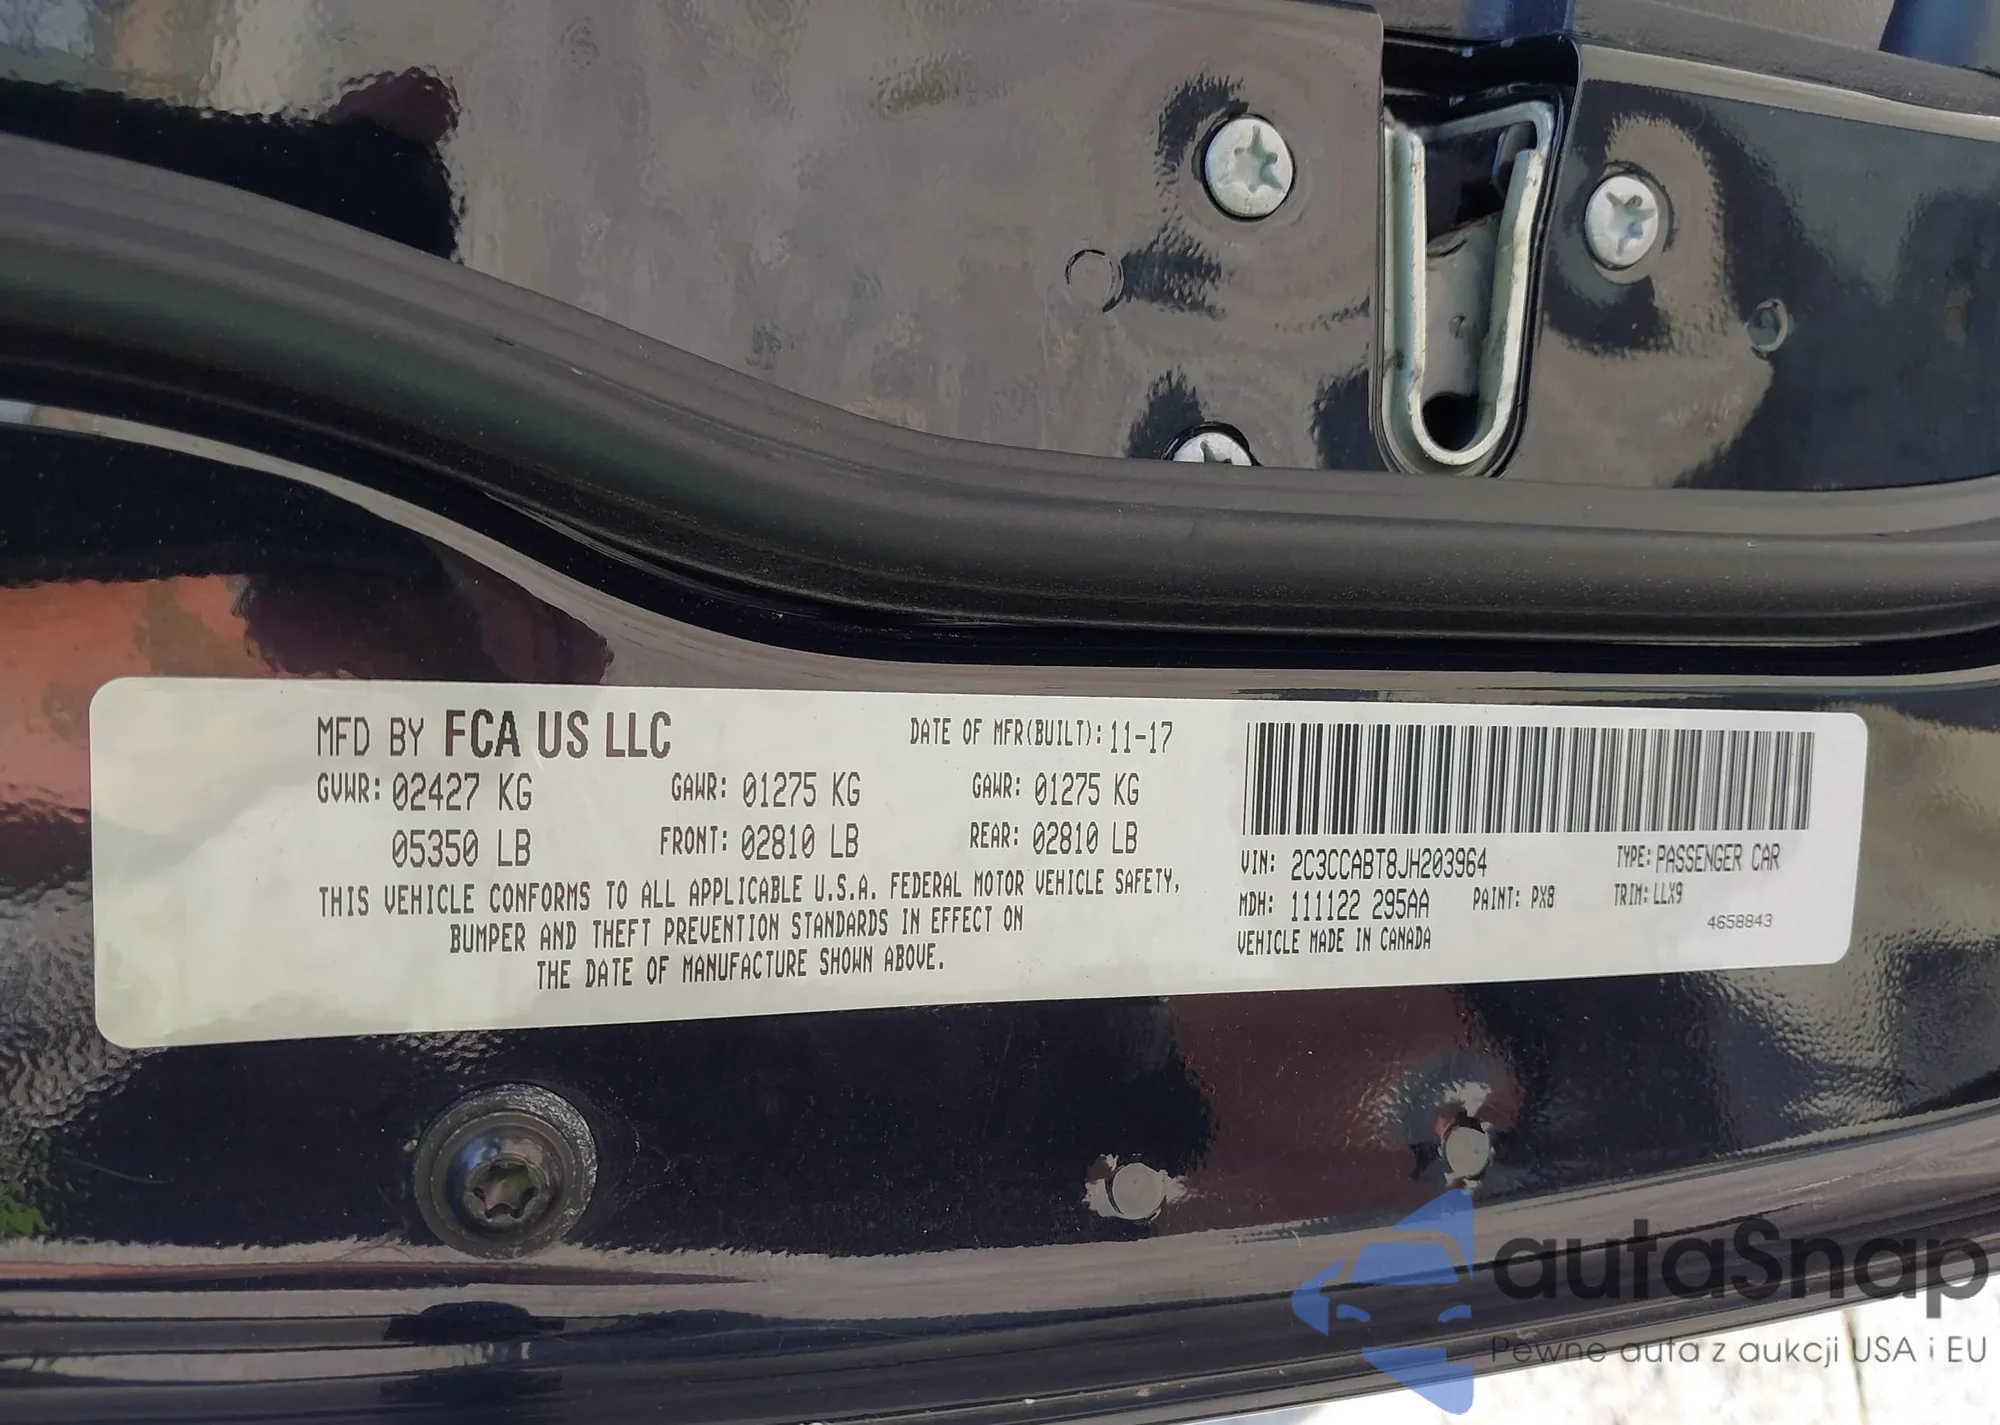 MFD BY FCA US LLC DATE OF MFR(BUILT): 11-17
GVWR: 02427 KG GAWR: 01275 KG GAWR: 01275 KG
05350 LB FRONT: 02810 LB REAR: 02810 LB
THIS VEHICLE CONFORMS TO ALL APPLICABLE U.S.A. FEDERAL MOTOR VEHICLE SAFETY,
BUMPER AND THEFT PREVENTION STANDARDS IN EFFECT ON
THE DATE OF MANUFACTURE SHOWN ABOVE.
VIN: 2C3CCABT8JH203964 TYPE: PASSENGER CAR
MDH: 111122 295AA PAINT: PX8 TRIM: LLX9
VEHICLE MADE IN CANADA 4658843
autaSnap
Pewne auta z aukcji USA i EU